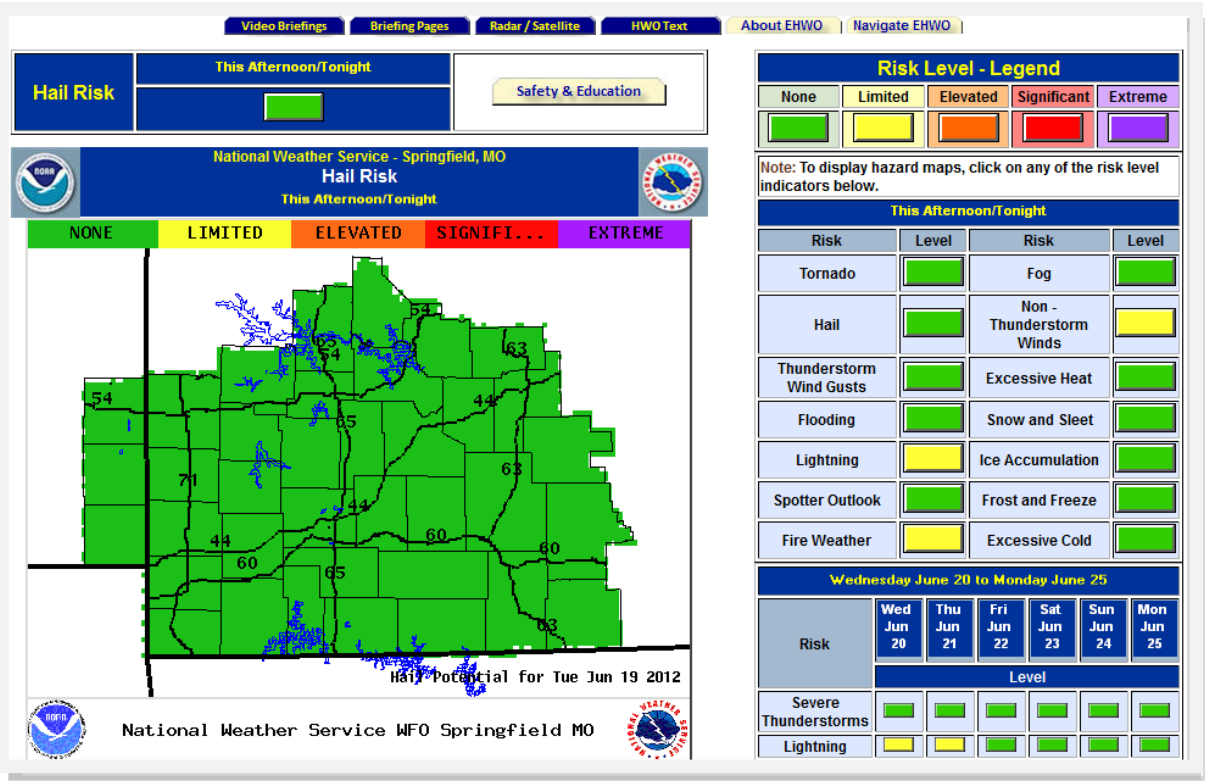 Video Briefings
Briefing Pages
Radar / Satellite
HWO Text
About EHWO
Navigate EHWO
Hail Risk
This Afternoon/Tonight
Safety & Education
NOAA
National Weather Service - Springfield, MO
Hail Risk
This Afternoon/Tonight
NONE
LIMITED
ELEVATED
SIGNIFI...
EXTREME
54
65
54
63
54
44
65
71
63
44
44
60
60
60
65
63
Hail Potential for Tue Jun 19 2012
NOAA
National Weather Service WFO Springfield MO
Risk Level - Legend
None
Limited
Elevated
Significant
Extreme
Note: To display hazard maps, click on any of the risk level
indicators below.
This Afternoon/Tonight
Risk
Level
Risk
Level
Tornado
Fog
Hail
Non -
Thunderstorm
Winds
Thunderstorm
Wind Gusts
Excessive Heat
Flooding
Snow and Sleet
Lightning
Ice Accumulation
Spotter Outlook
Frost and Freeze
Fire Weather
Excessive Cold
Wednesday June 20 to Monday June 25
Risk
Wed
Jun
20
Thu
Jun
21
Fri
Jun
22
Sat
Jun
23
Sun
Jun
24
Mon
Jun
25
Level
Severe
Thunderstorms
Lightning